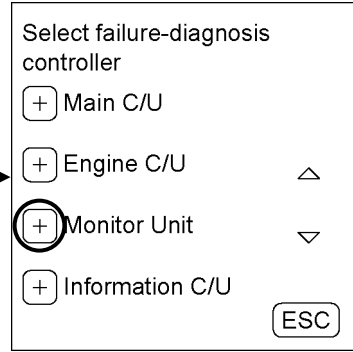 Select failure-diagnosis
controller
+ Main C/U
+ Engine C/U
+ Monitor Unit
+ Information C/U
ESC